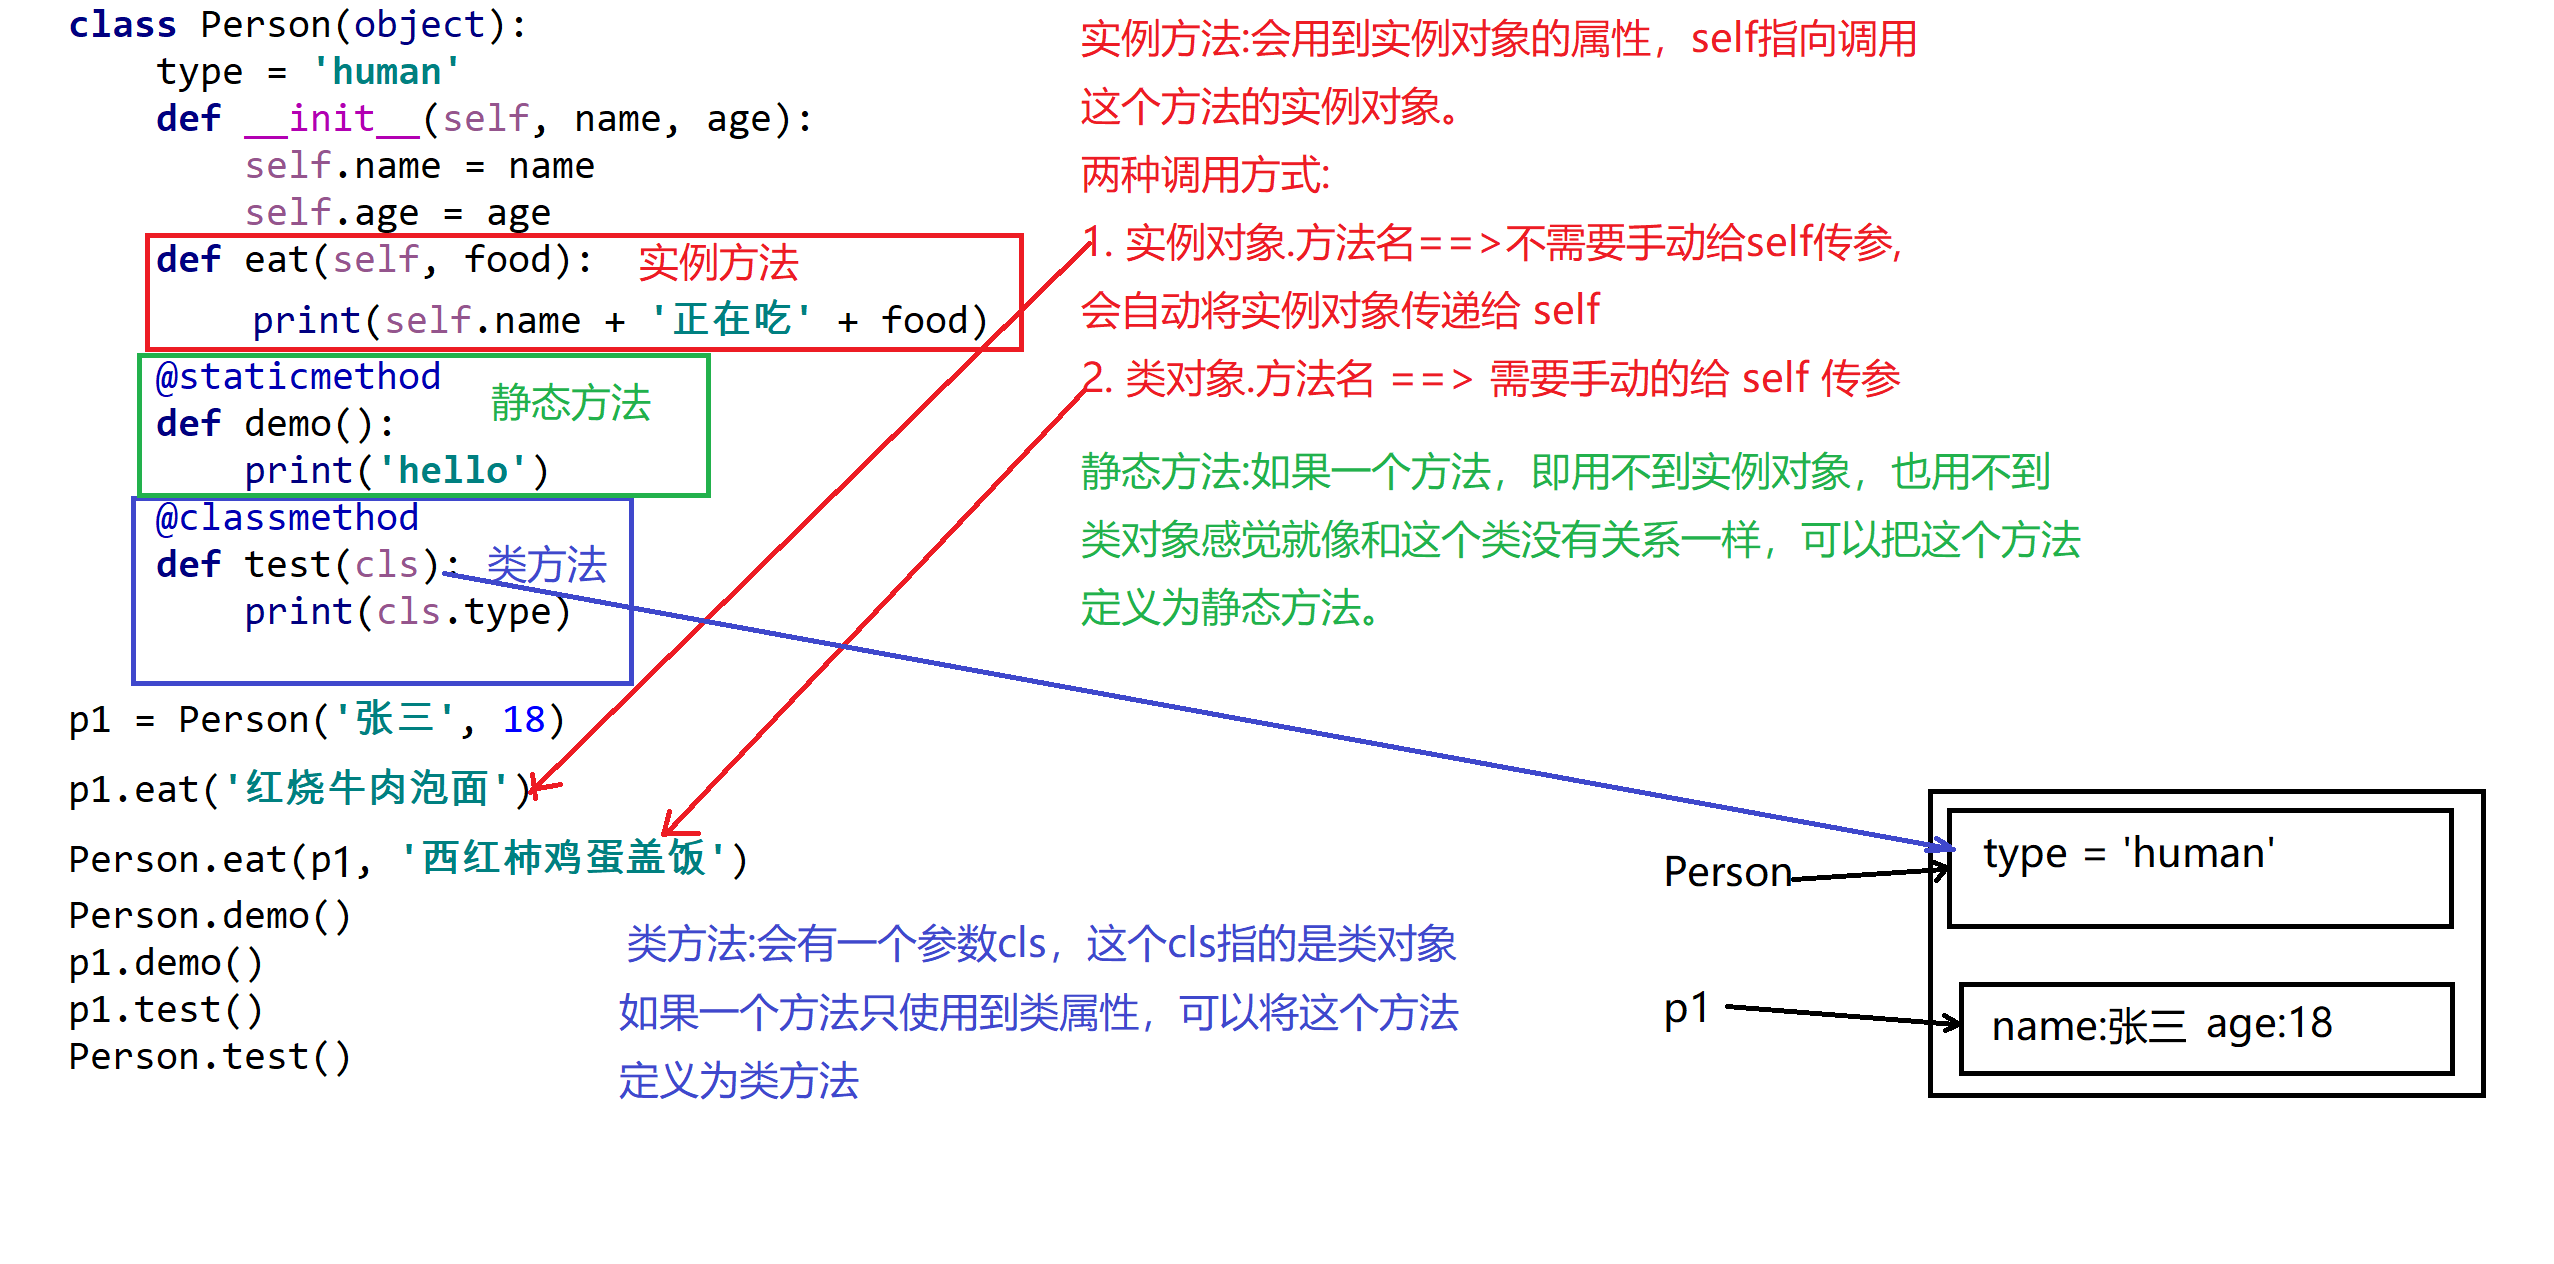 class Person(object):
    type = 'human'
    def __init__(self, name, age):
        self.name = name
        self.age = age
    def eat(self, food):  实例方法
        print(self.name + '正在吃' + food)
    @staticmethod
静态方法
    def demo():
        print('hello')
    @classmethod
    def test(cls):  类方法
        print(cls.type)
p1 = Person('张三', 18)
p1.eat('红烧牛肉泡面')
Person.eat(p1, '西红柿鸡蛋盖饭')
Person.demo()
p1.demo()
p1.test()
Person.test()
实例方法:会用到实例对象的属性，self指向调用
这个方法的实例对象。
两种调用方式:
1. 实例对象.方法名==>不需要手动给self传参,
会自动将实例对象传递给 self
2. 类对象.方法名 ==> 需要手动的给 self 传参
静态方法:如果一个方法，即用不到实例对象，也用不到
类对象感觉就像和这个类没有关系一样，可以把这个方法
定义为静态方法。
类方法:会有一个参数cls，这个cls指的是类对象
如果一个方法只使用到类属性，可以将这个方法
定义为类方法
Person
type = 'human'
p1
name:张三 age:18